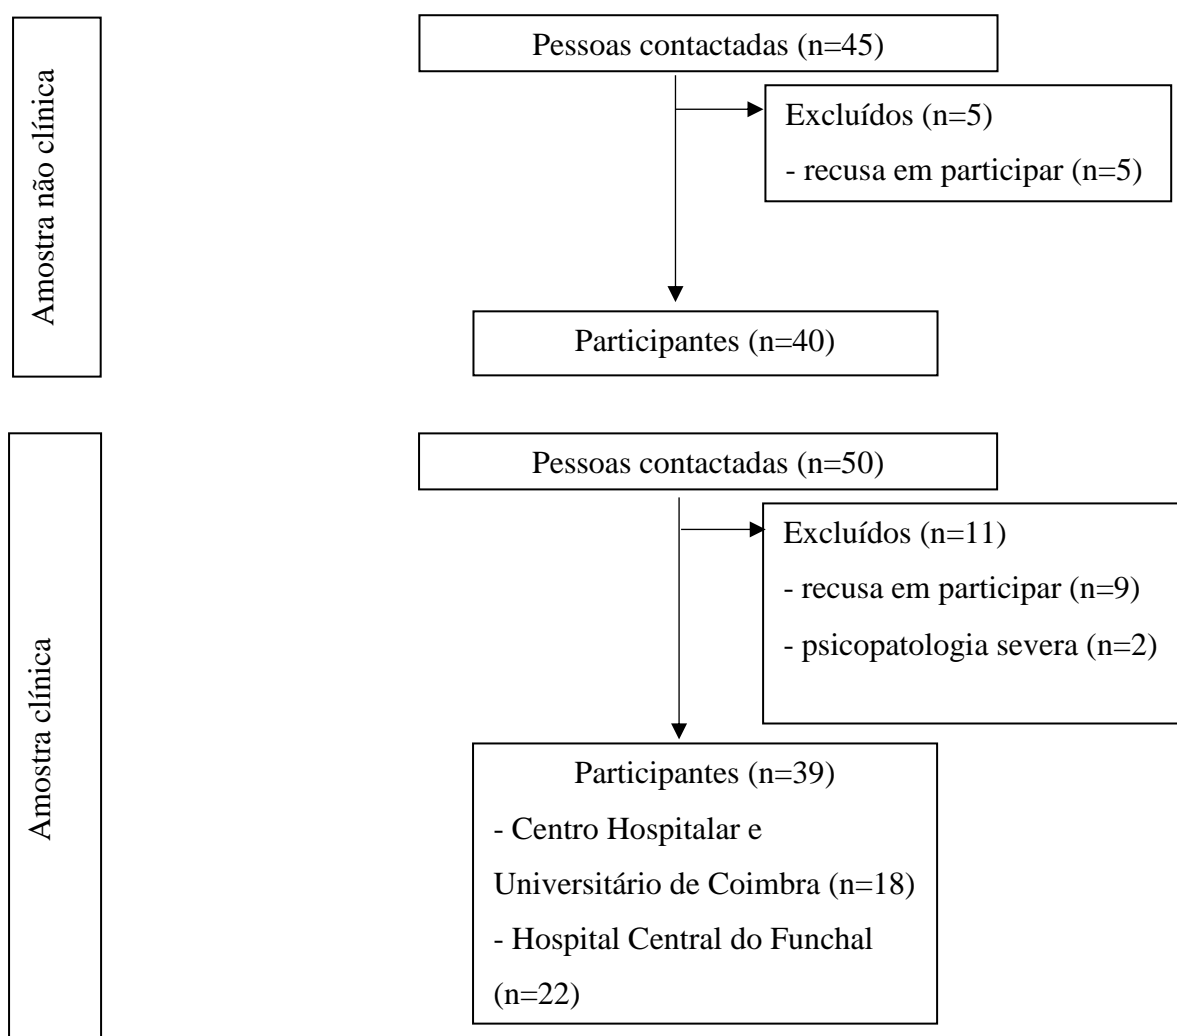 Amostra não clínica
Pessoas contactadas (n=45)
Excluídos (n=5)
- recusa em participar (n=5)
Participantes (n=40)
Amostra clínica
Pessoas contactadas (n=50)
Excluídos (n=11)
- recusa em participar (n=9)
- psicopatologia severa (n=2)
Participantes (n=39)
- Centro Hospitalar e
Universitário de Coimbra (n=18)
- Hospital Central do Funchal
(n=22)